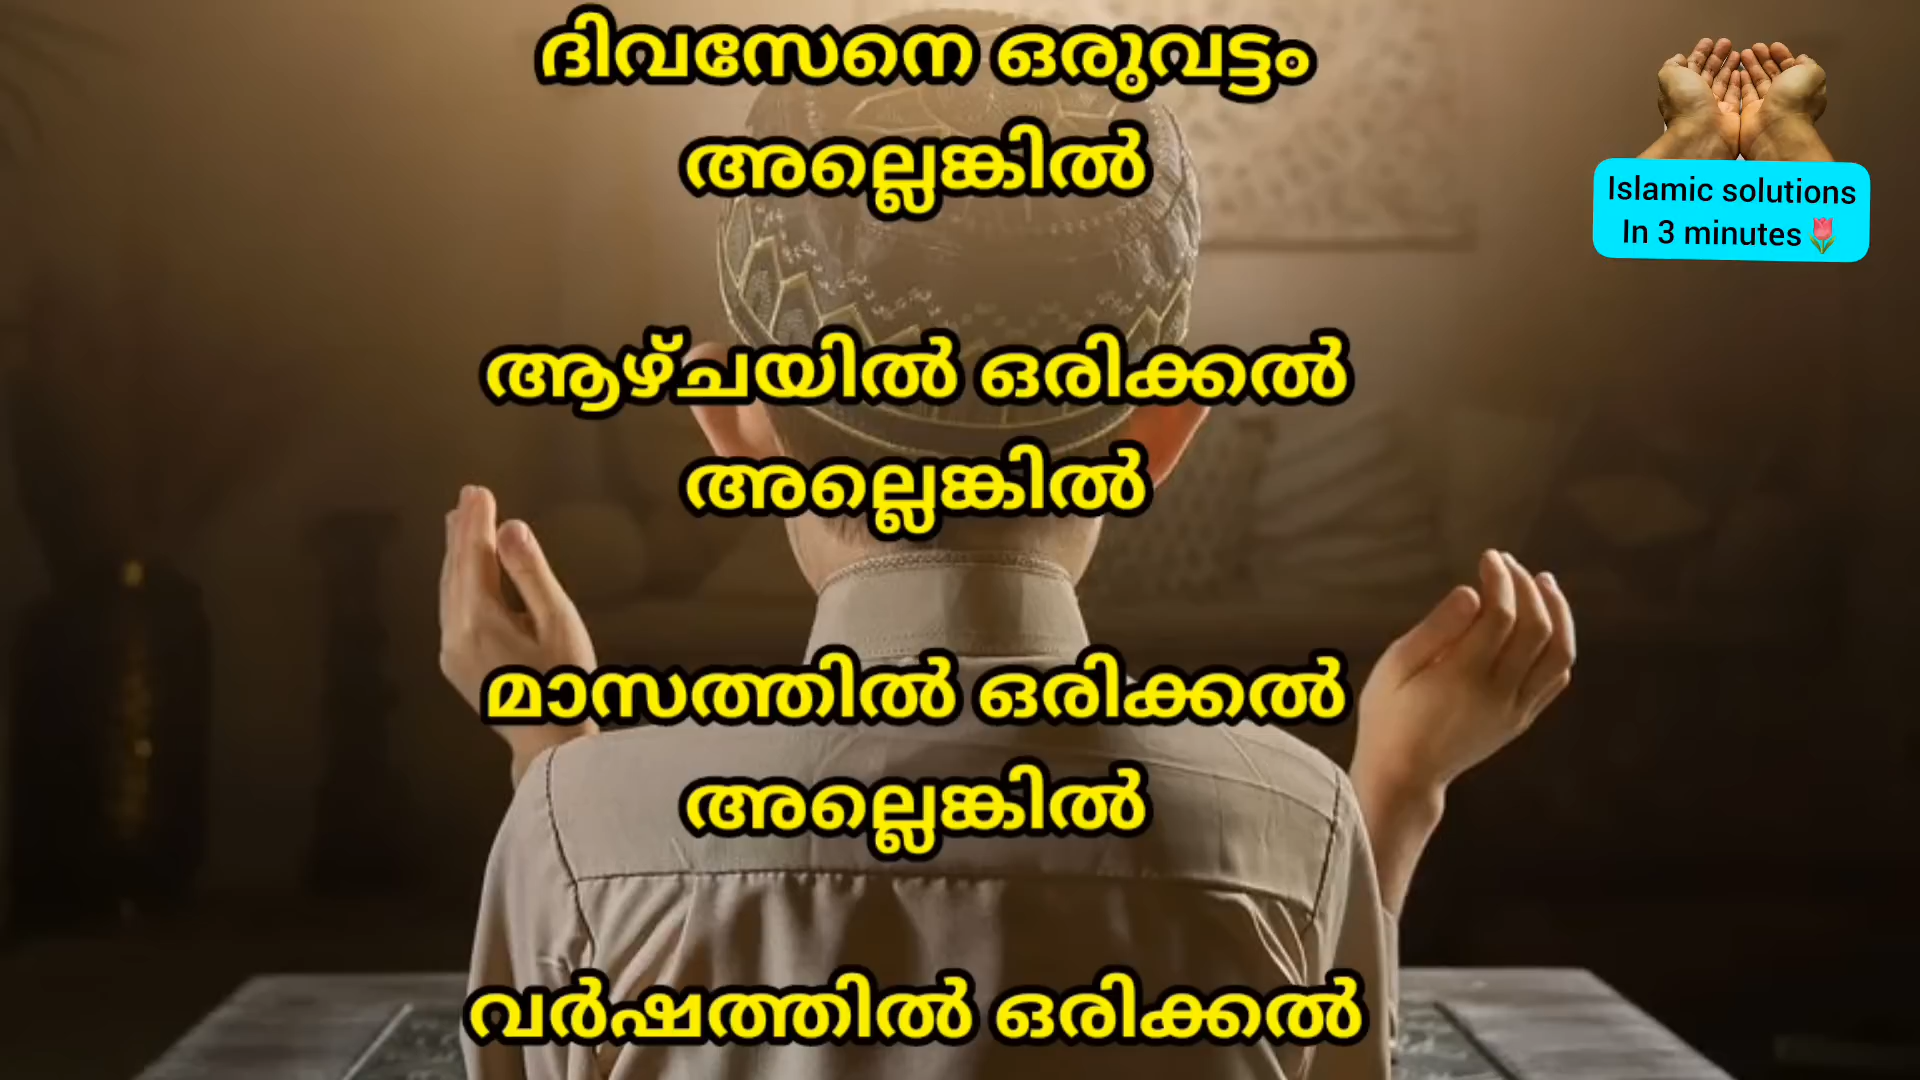 ദിവസേനെ ഒരുവട്ടം
അല്ലെങ്കിൽ
ആഴ്ചയിൽ ഒരിക്കൽ
അല്ലെങ്കിൽ
മാസത്തിൽ ഒരിക്കൽ
അല്ലെങ്കിൽ
വർഷത്തിൽ ഒരിക്കൽ
Islamic solutions
In 3 minutes🌷